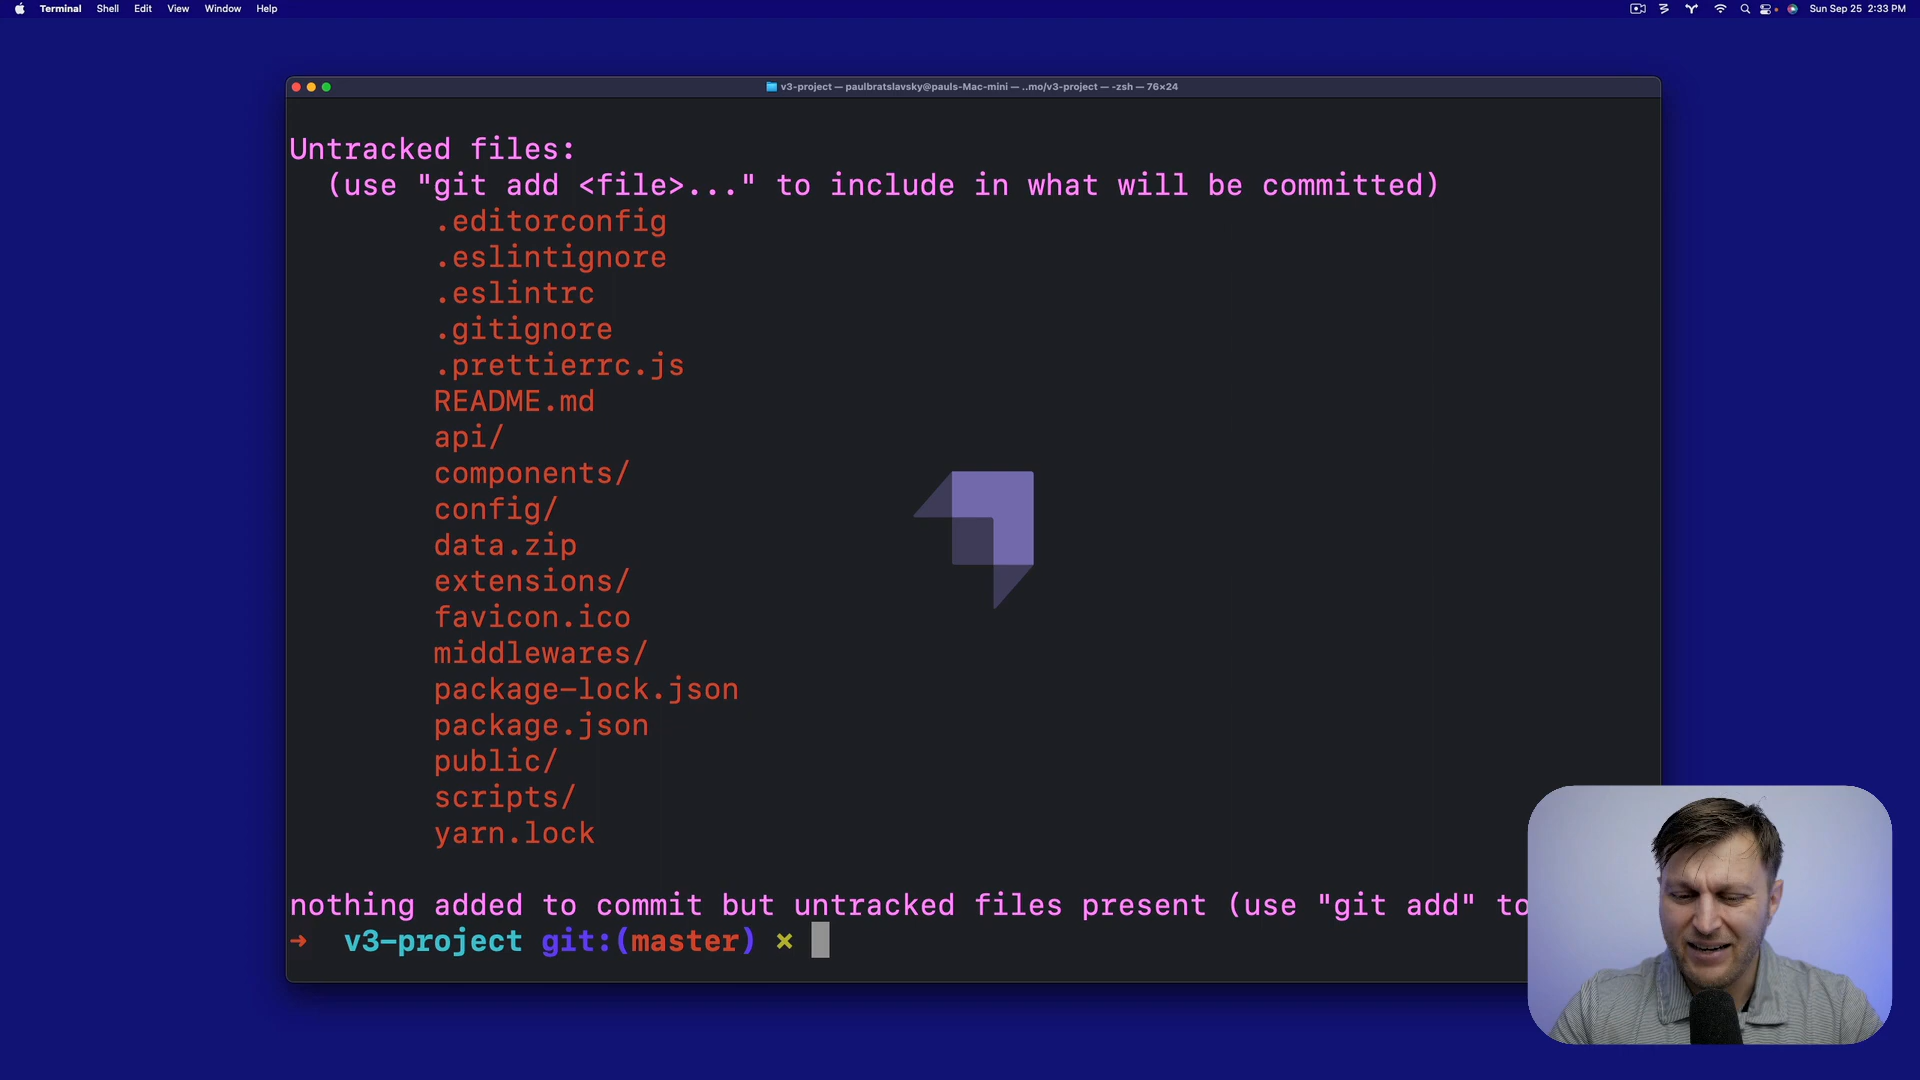 Terminal Shell Edit View Window Help Sun Sep 25 2:33 PM
v3-project — paulbratslavsky@pauls-Mac-mini — ..mo/v3-project — -zsh — 76×24
Untracked files:
(use "git add <file>..." to include in what will be committed)
.editorconfig
.eslintignore
.eslintrc
.gitignore
.prettierrc.js
README.md
api/
components/
config/
data.zip
extensions/
favicon.ico
middlewares/
package-lock.json
package.json
public/
scripts/
yarn.lock
nothing added to commit but untracked files present (use "git add" to
→ v3-project git:(master) ×